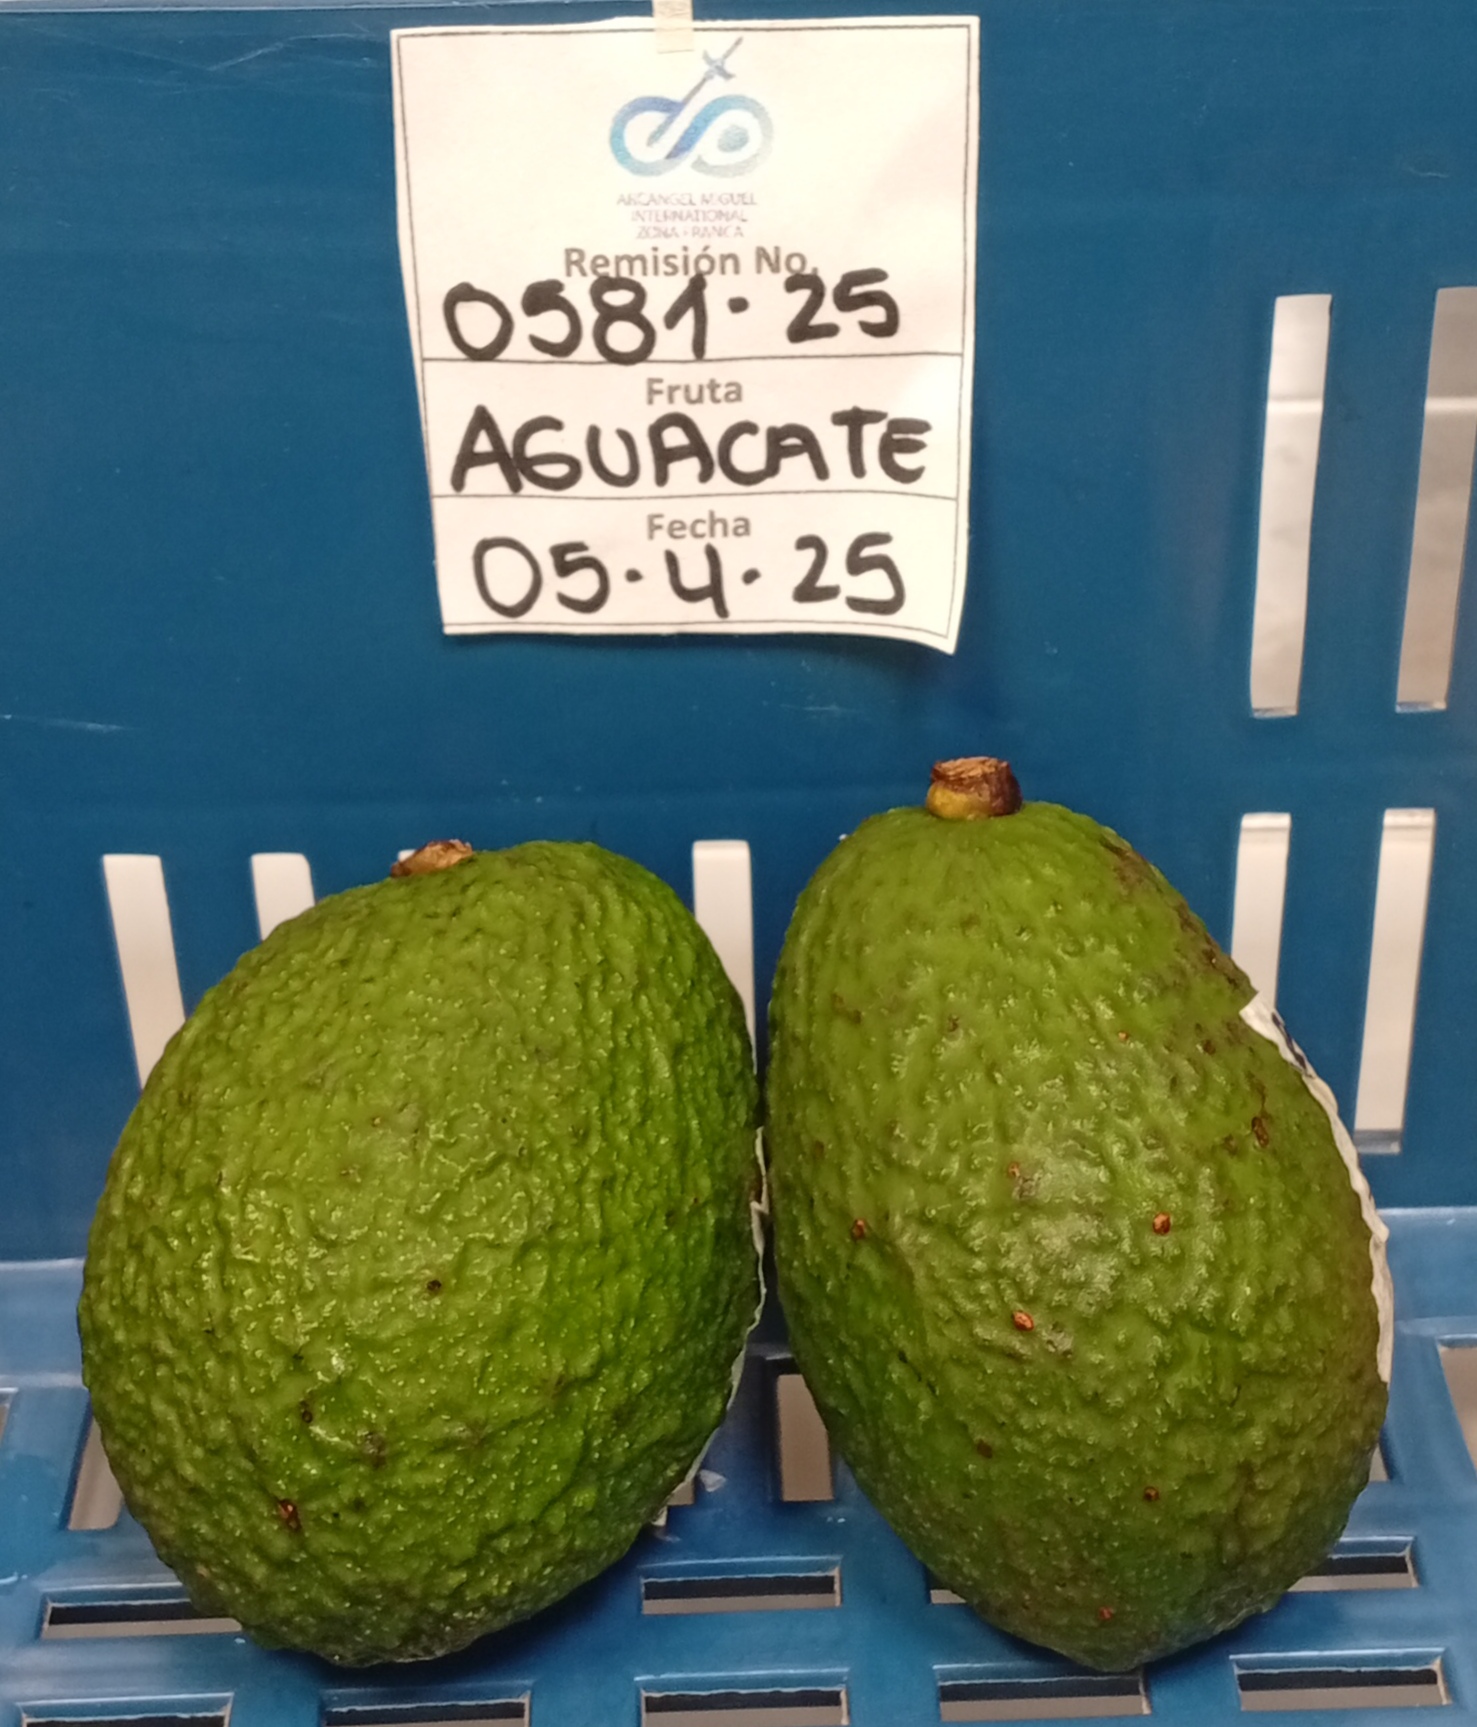 ARCANGEL MIGUEL
INTERNATIONAL
ZONA FRANCA
Remisión No.
0581·25
Fruta
AGUACATE
Fecha
05·4·25